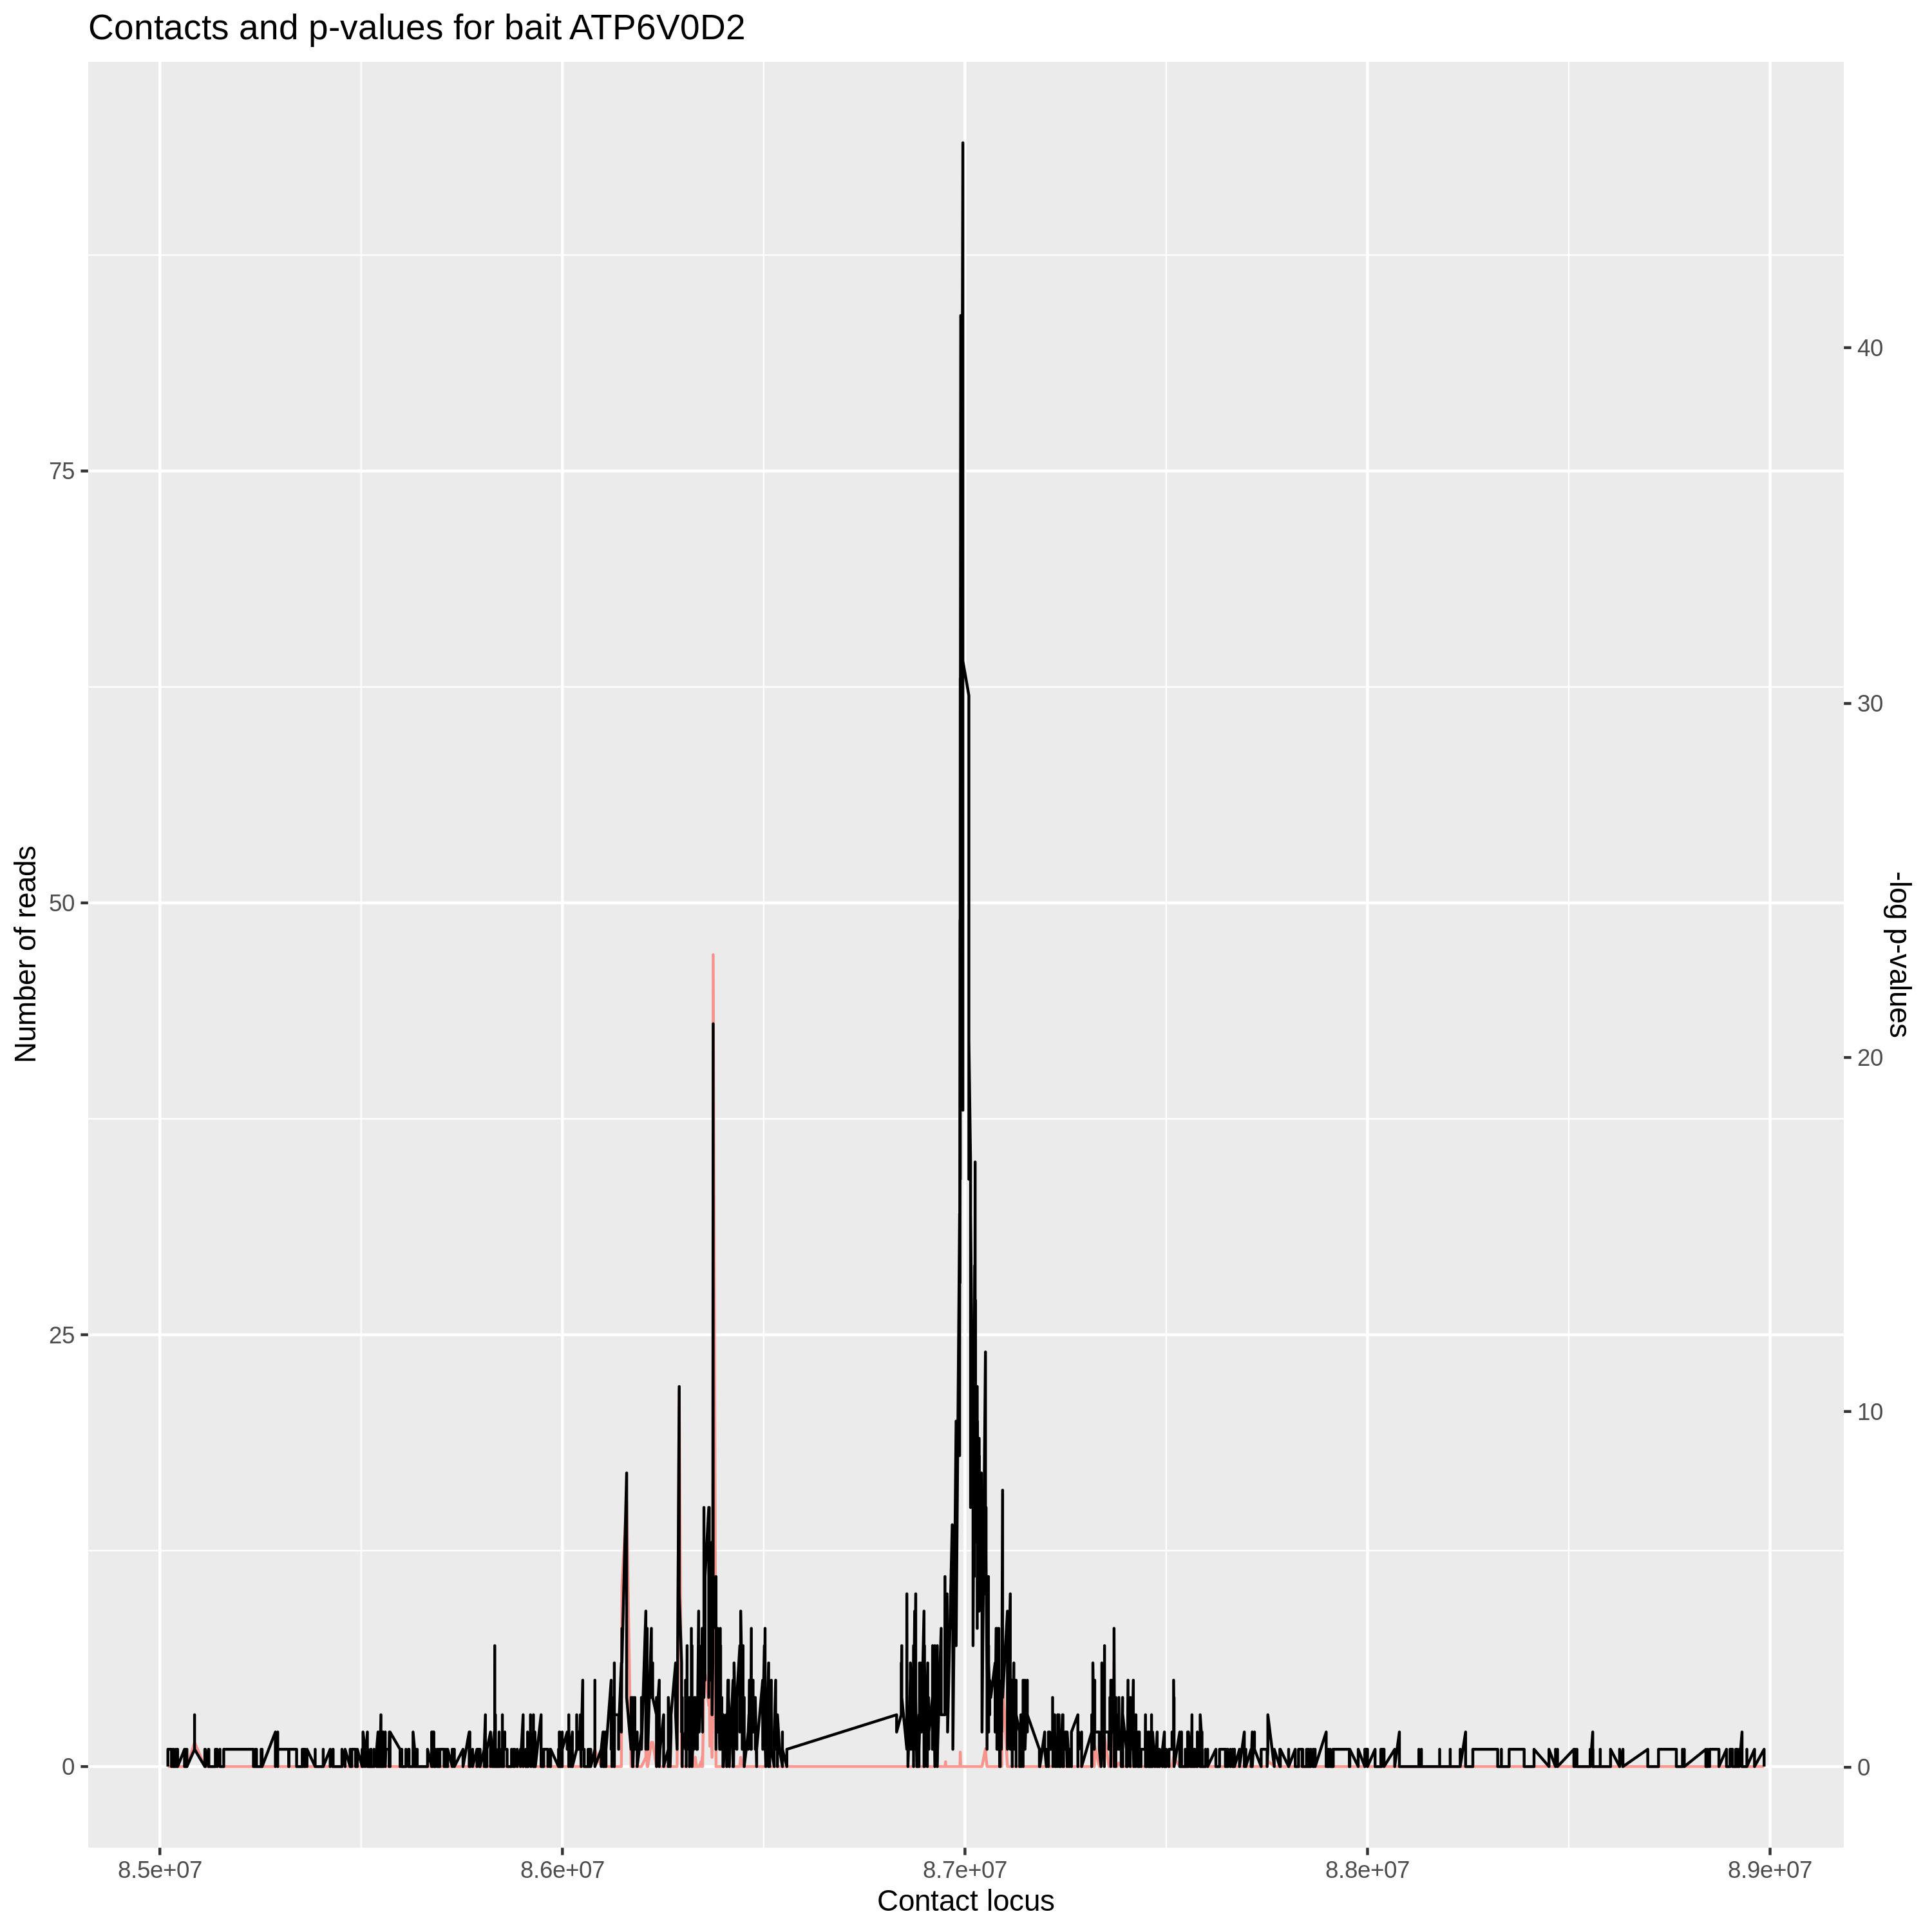 Contacts and p-values for bait ATP6V0D2
Number of reads
75
50
25
0
40
30
20
10
0
-log p-values
8.5e+07 8.6e+07 8.7e+07 8.8e+07 8.9e+07
Contact locus